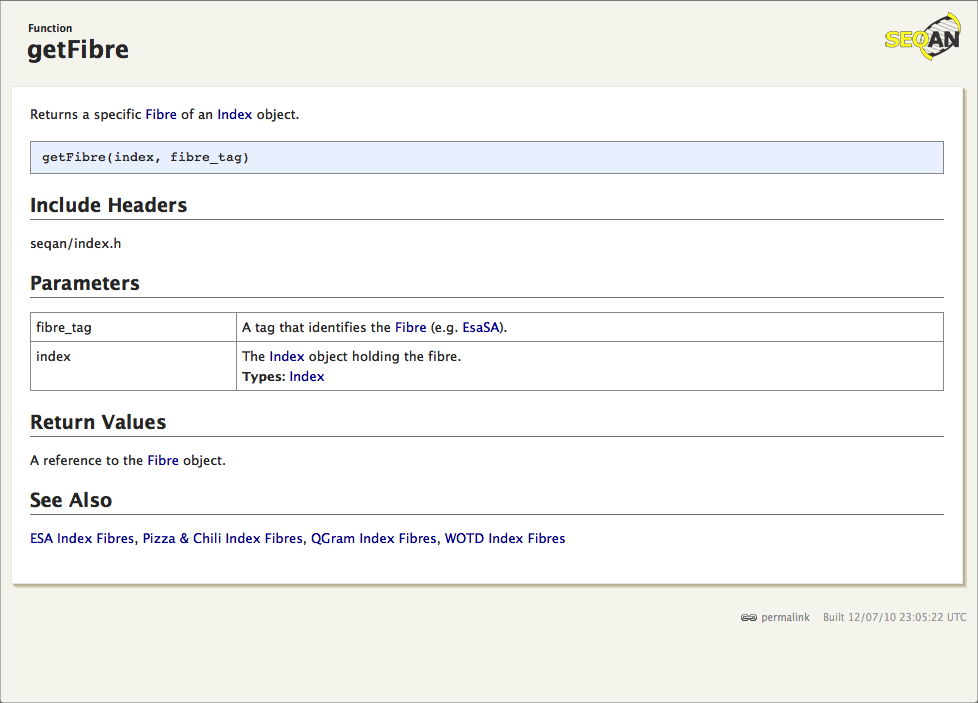 Function
getFibre
SEQAN
Returns a specific Fibre of an Index object.
getFibre(index, fibre_tag)
Include Headers
seqan/index.h
Parameters
fibre_tag
A tag that identifies the Fibre (e.g. EsaSA).
index
The Index object holding the fibre.
Types: Index
Return Values
A reference to the Fibre object.
See Also
ESA Index Fibres, Pizza & Chili Index Fibres, QGram Index Fibres, WOTD Index Fibres
permalink Built 12/07/10 23:05:22 UTC